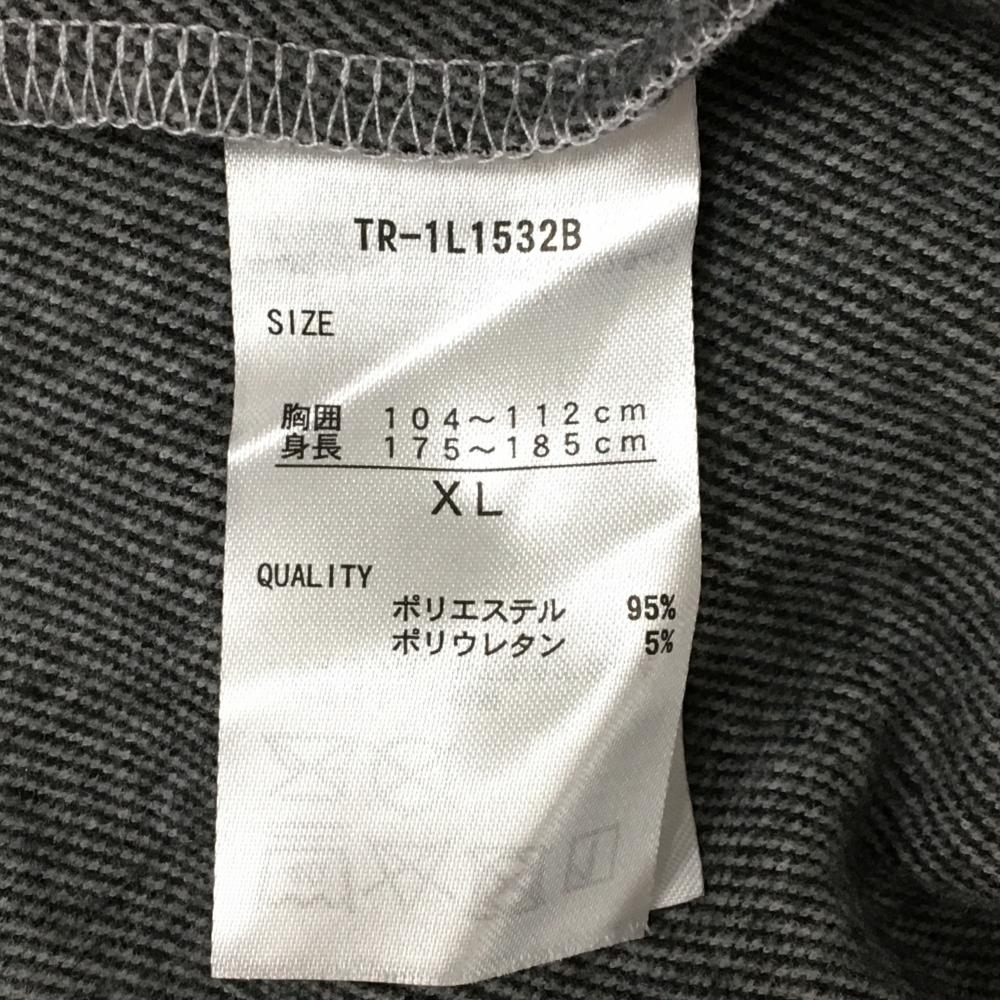 TR-1L1532B
SIZE
胸囲 104～112cm
身長 175～185cm
XL
QUALITY
ポリエステル 95%
ポリウレタン 5%